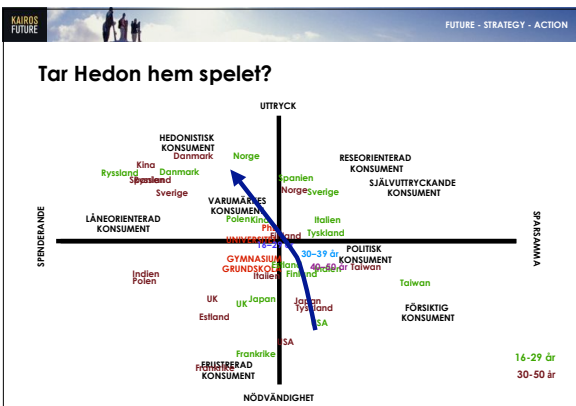 KAIROS
FUTURE
FUTURE - STRATEGY - ACTION
Tar Hedon hem spelet?
UTTRYCK
HEDONISTISK
KONSUMENT
Danmark
Norge
RESEORIENTERAD
KONSUMENT
Kina
Ryssland
Danmark
Spanien
SJÄLVUTTRYCKANDE
KONSUMENT
Sverige
Norge
Sverige
VARUMÄRKES
KONSUMENT
LÅNEORIENTERAD
KONSUMENT
Polen
Kina
Italien
Tyskland
SPENDERANDE
SPARSAMMA
Finland
UNIVERSITET
POLITISK
KONSUMENT
30-39 år
GYMNASIUM
GRUNDSKOLA
40-50 år
Taiwan
Indien
Polen
Italien
Finland
Taiwan
UK
UK
Japan
Japan
Tyskland
FÖRSIKTIG
KONSUMENT
Estland
USA
USA
Frankrike
Frankrike
FRUSTRERAD
KONSUMENT
16-29 år
30-50 år
NÖDVÄNDIGHET